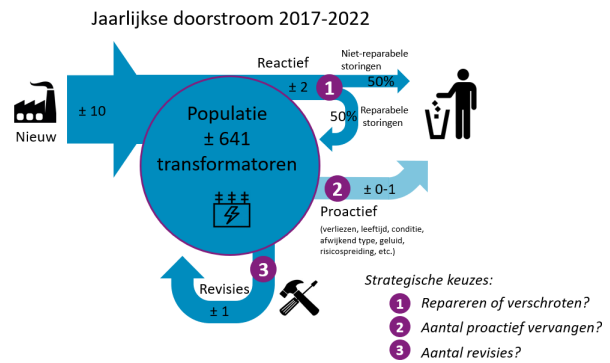 Jaarlijkse doorstroom 2017-2022
Nieuw
± 10
Populatie
± 641
transformatoren
Reactief
± 2
1
Niet-reparabele
storingen
50%
50%
Reparabele
storingen
2
± 0-1
Proactief
(verliezen, leeftijd, conditie,
afwijkend type, geluid,
risicospreiding, etc.)
3
Revisies
± 1
Strategische keuzes:
1 Repareren of verschroten?
2 Aantal proactief vervangen?
3 Aantal revisies?